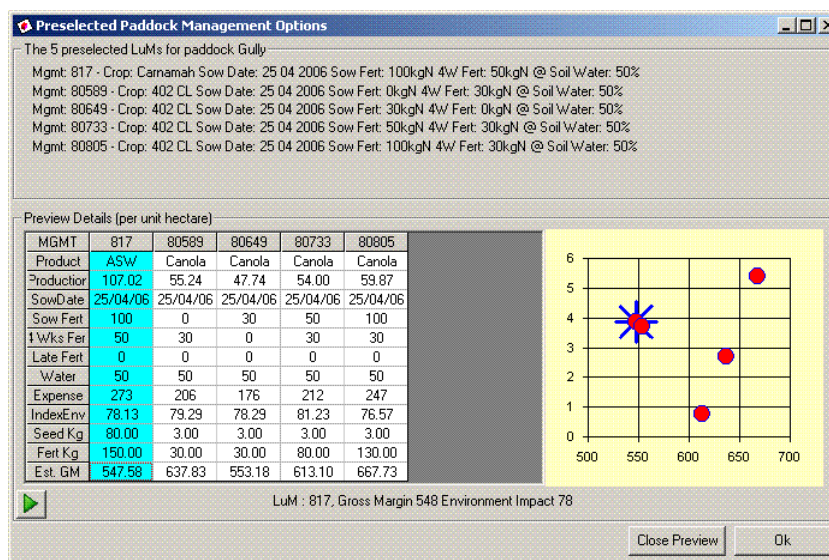 Preselected Paddock Management Options
The 5 preselected LuMs for paddock Gully
Mgmt: 817 - Crop: Carnamah Sow Date: 25 04 2006 Sow Fert: 100kgN 4W Fert: 50kgN @ Soil Water: 50%
Mgmt: 80589 - Crop: 402 CL Sow Date: 25 04 2006 Sow Fert: 0kgN 4W Fert: 30kgN @ Soil Water: 50%
Mgmt: 80649 - Crop: 402 CL Sow Date: 25 04 2006 Sow Fert: 30kgN 4W Fert: 0kgN @ Soil Water: 50%
Mgmt: 80733 - Crop: 402 CL Sow Date: 25 04 2006 Sow Fert: 50kgN 4W Fert: 30kgN @ Soil Water: 50%
Mgmt: 80805 - Crop: 402 CL Sow Date: 25 04 2006 Sow Fert: 100kgN 4W Fert: 30kgN @ Soil Water: 50%
Preview Details (per unit hectare)
MGMT 817 80589 80649 80733 80805
Product ASW Canola Canola Canola Canola
Production 107.02 55.24 47.74 54.00 59.87
SowDate 25/04/06 25/04/06 25/04/06 25/04/06 25/04/06
Sow Fert 100 0 30 50 100
4 Wks Fer 50 30 0 30 30
Late Fert 0 0 0 0 0
Water 50 50 50 50 50
Expense 273 206 176 212 247
IndexEnv 78.13 79.29 78.29 81.23 76.57
Seed Kg 80.00 3.00 3.00 3.00 3.00
Fert Kg 150.00 30.00 30.00 80.00 130.00
Est. GM 547.58 637.83 553.18 613.10 667.73
6
5
4
3
2
1
0
500 550 600 650 700
LuM : 817, Gross Margin 548 Environment Impact 78
Close Preview Ok